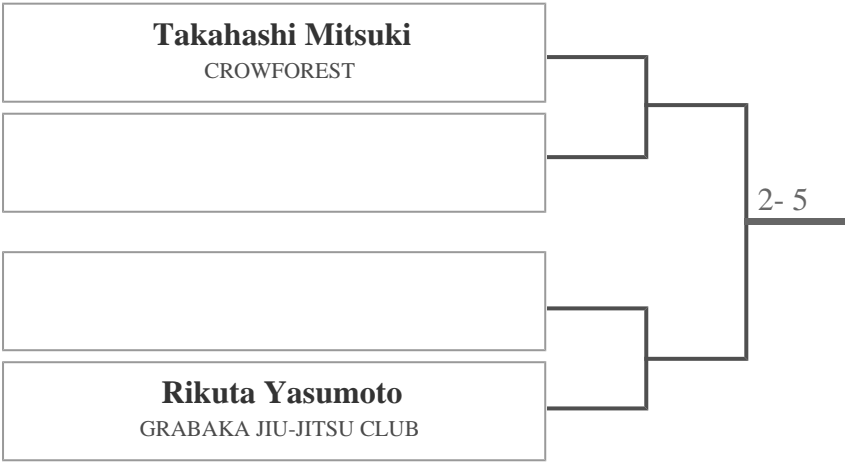 Takahashi Mitsuki
CROWFOREST
2- 5
Rikuta Yasumoto
GRABAKA JIU-JITSU CLUB